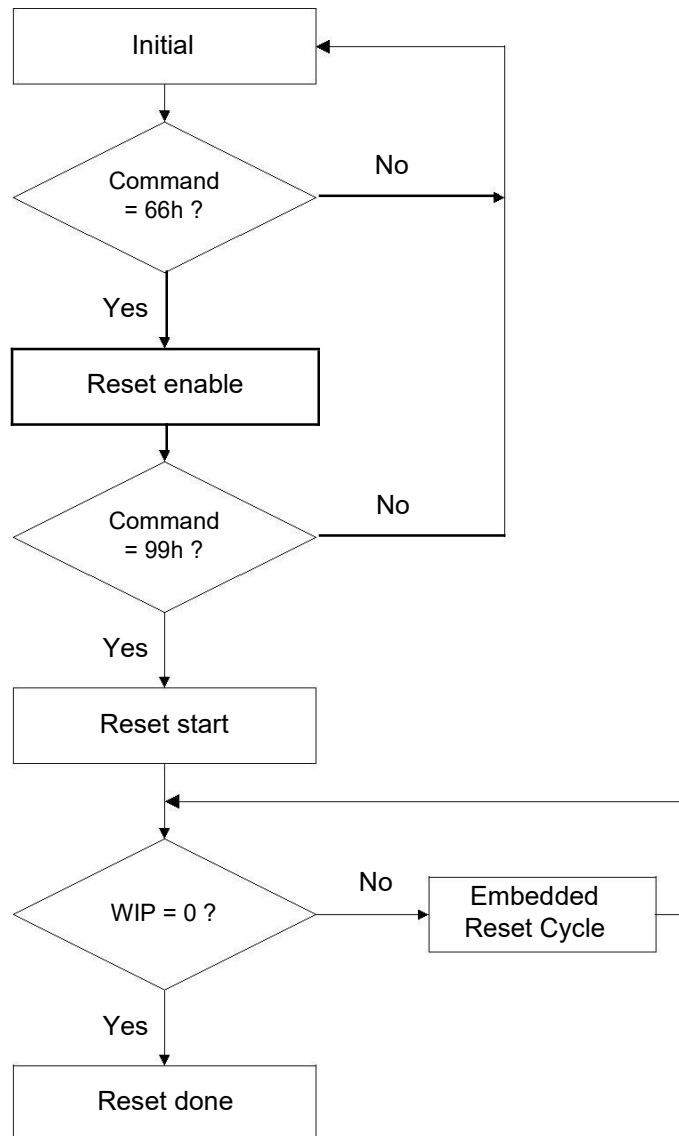 Initial
Command
= 66h ?
No
Yes
Reset enable
Command
= 99h ?
No
Yes
Reset start
WIP = 0 ?
No
Embedded
Reset Cycle
Yes
Reset done